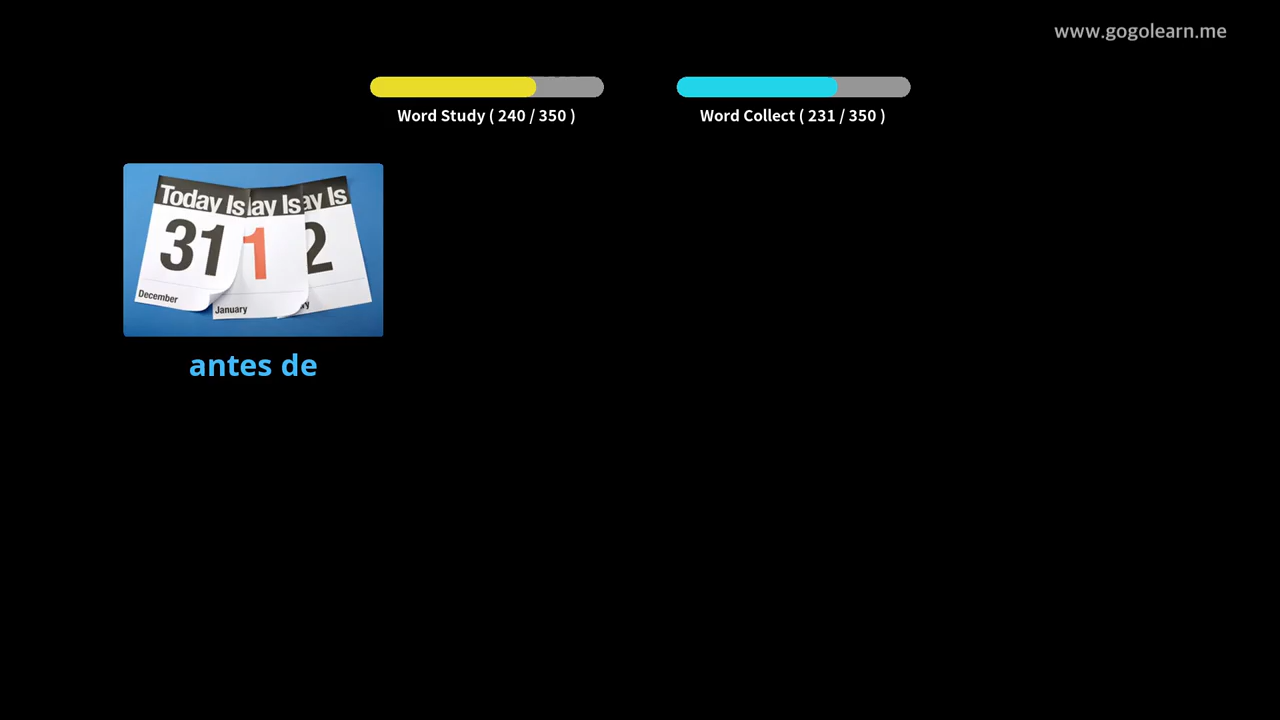 www.gogolearn.me
Word Study ( 240 / 350 )
Word Collect ( 231 / 350 )
Today Is
ay Is
ay Is
31
1
2
December
January
antes de